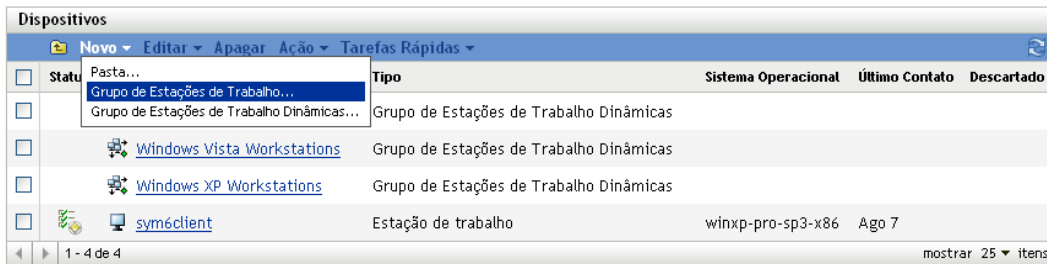 Dispositivos
Novo Editar Apagar Ação Tarefas Rápidas
Statu Tipo Sistema Operacional Último Contato Descartado
Pasta...
Grupo de Estações de Trabalho...
Grupo de Estações de Trabalho Dinâmicas...
Grupo de Estações de Trabalho Dinâmicas
Windows Vista Workstations Grupo de Estações de Trabalho Dinâmicas
Windows XP Workstations Grupo de Estações de Trabalho Dinâmicas
sym6client Estação de trabalho winxp-pro-sp3-x86 Ago 7
1 - 4 de 4 mostrar 25 itens